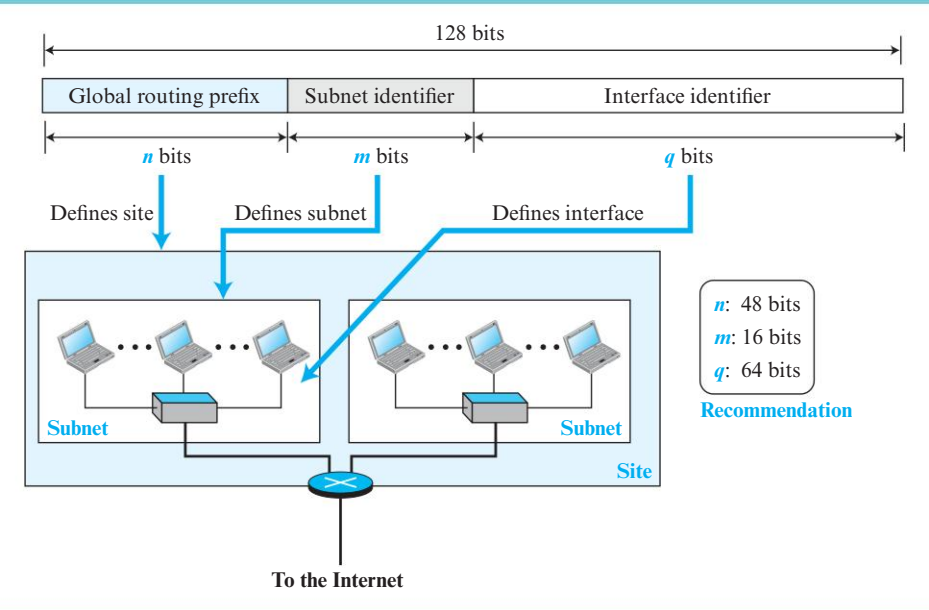 128 bits
Global routing prefix Subnet identifier Interface identifier
n bits m bits q bits
Defines site Defines subnet Defines interface
n: 48 bits
m: 16 bits
q: 64 bits
Recommendation
Subnet Subnet
Site
To the Internet